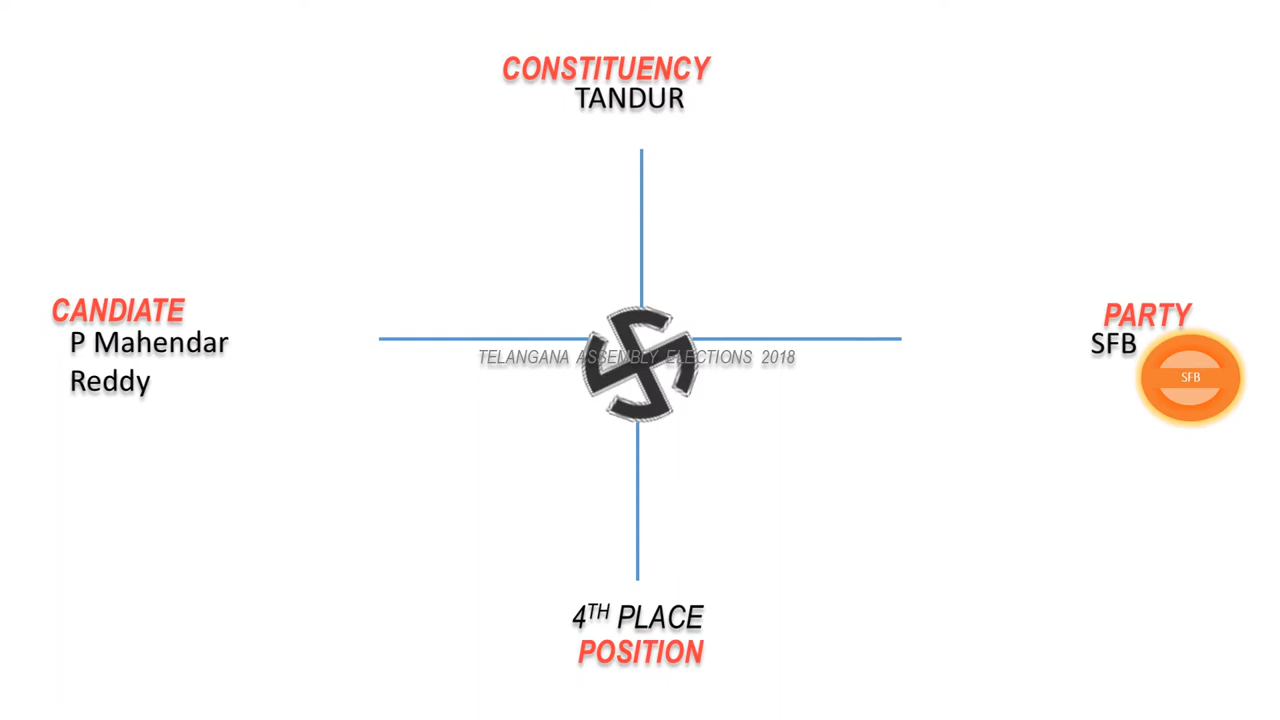 CONSTITUENCY
TANDUR
CANDIATE
P Mahendar
Reddy
PARTY
SFB
SFB
TELANGANA ASSEMBLY ELECTIONS 2018
4TH PLACE
POSITION